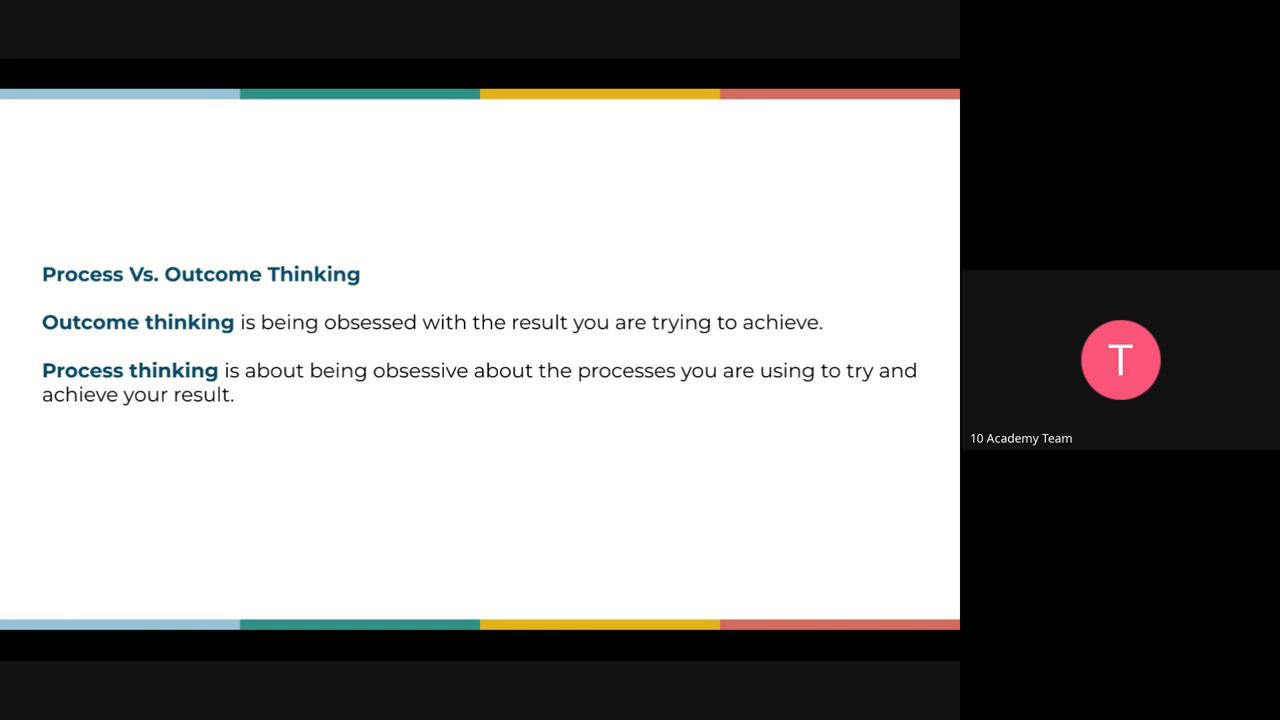 Process Vs. Outcome Thinking
Outcome thinking is being obsessed with the result you are trying to achieve.
Process thinking is about being obsessive about the processes you are using to try and
achieve your result.
T
10 Academy Team